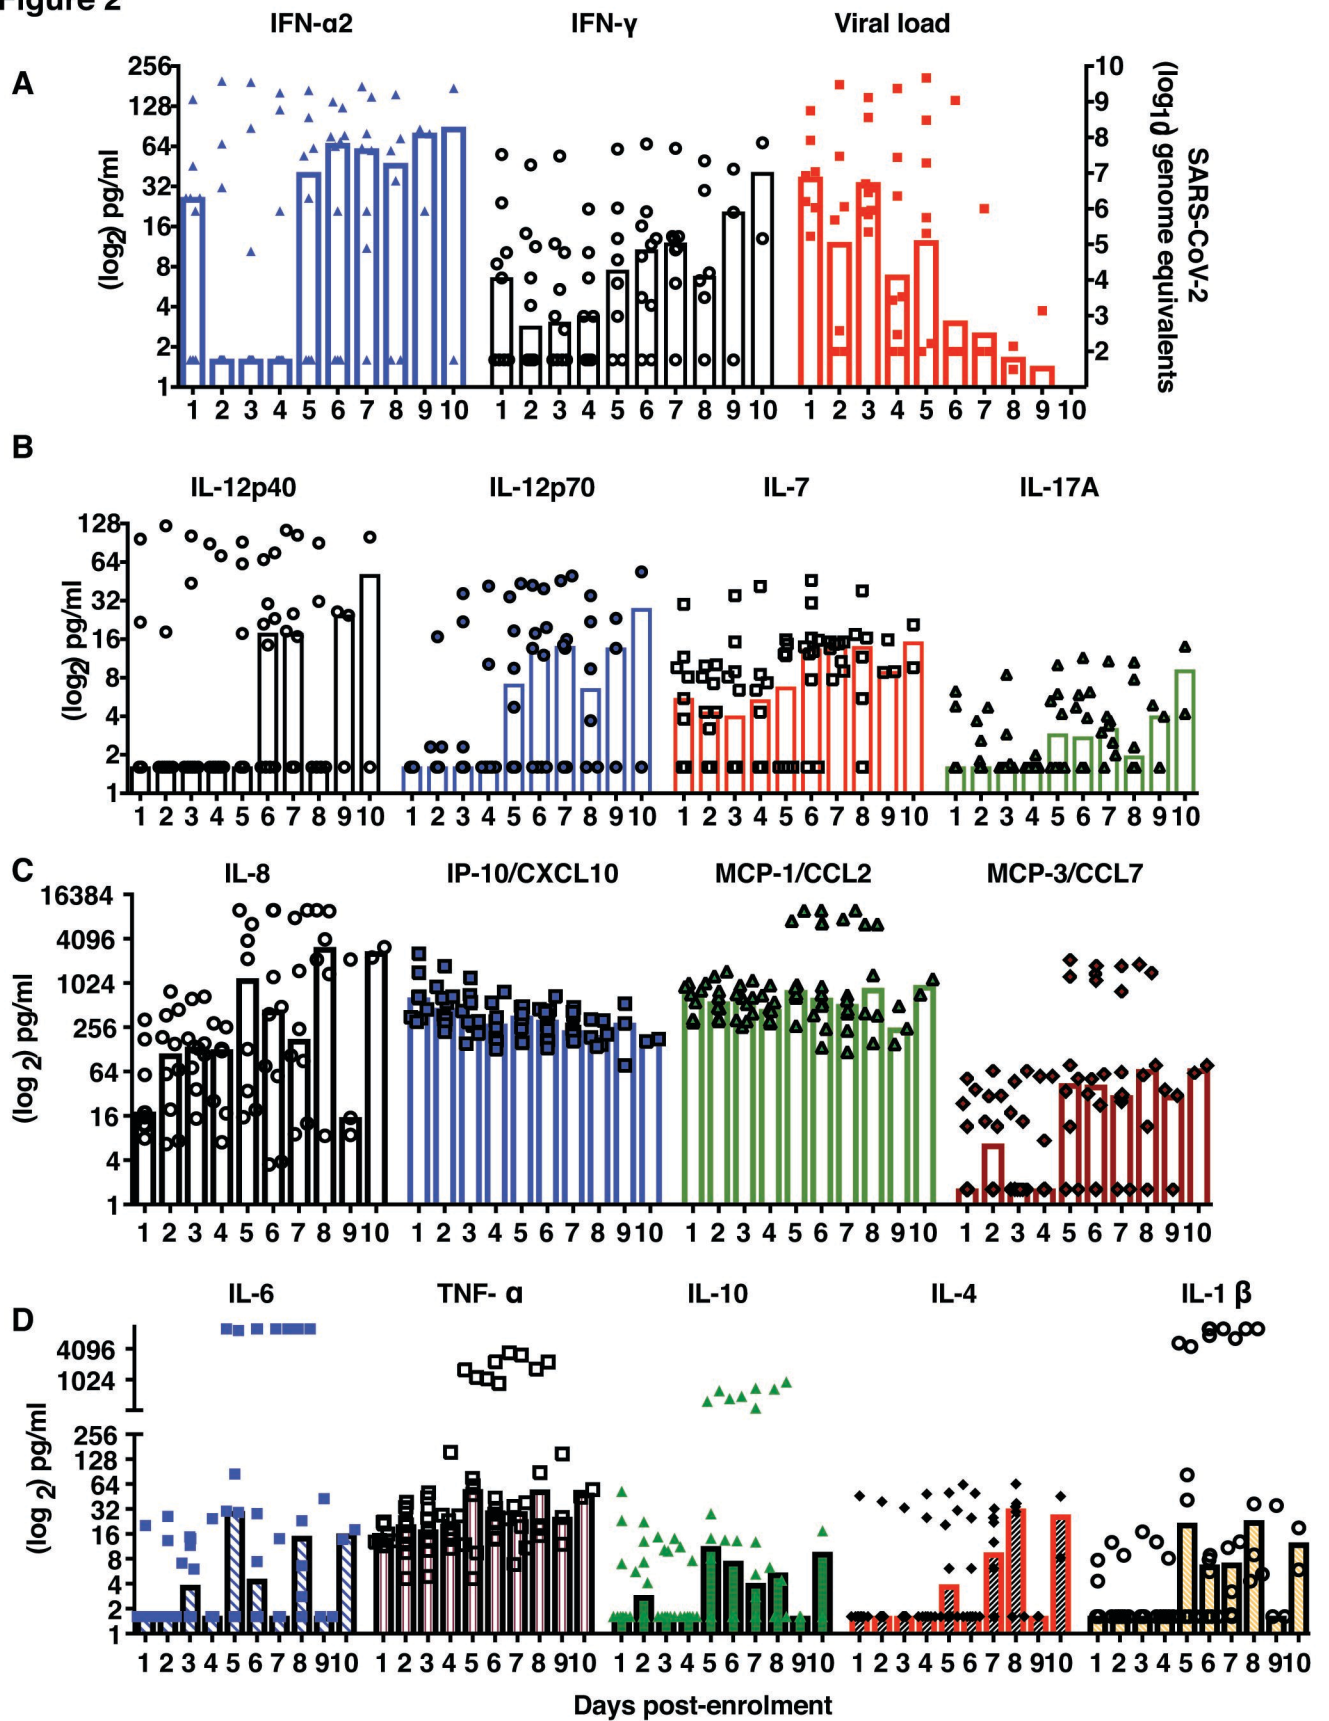 Figure 2
IFN-α2 IFN-γ Viral load
A
256 128 64 32 16 8 4 2 1
(log2) pg/ml
10 9 8 7 6 5 4 3 2
SARS-CoV-2
(log10) genome equivalents
1 2 3 4 5 6 7 8 9 10 1 2 3 4 5 6 7 8 9 10 1 2 3 4 5 6 7 8 9 10
B
IL-12p40 IL-12p70 IL-7 IL-17A
128 64 32 16 8 4 2 1
(log2) pg/ml
1 2 3 4 5 6 7 8 9 10 1 2 3 4 5 6 7 8 9 10 1 2 3 4 5 6 7 8 9 10 1 2 3 4 5 6 7 8 9 10
C
IL-8 IP-10/CXCL10 MCP-1/CCL2 MCP-3/CCL7
16384 4096 1024 256 64 16 4 1
(log 2) pg/ml
1 2 3 4 5 6 7 8 9 10 1 2 3 4 5 6 7 8 9 10 1 2 3 4 5 6 7 8 9 10 1 2 3 4 5 6 7 8 9 10
IL-6 TNF- α IL-10 IL-4 IL-1 β
D
4096 1024
256 128 64 32 16 8 4 2 1
(log 2) pg/ml
1 2 3 4 5 6 7 8 9 10 1 2 3 4 5 6 7 8 9 10 1 2 3 4 5 6 7 8 9 10 1 2 3 4 5 6 7 8 9 10 1 2 3 4 5 6 7 8 9 10
Days post-enrolment